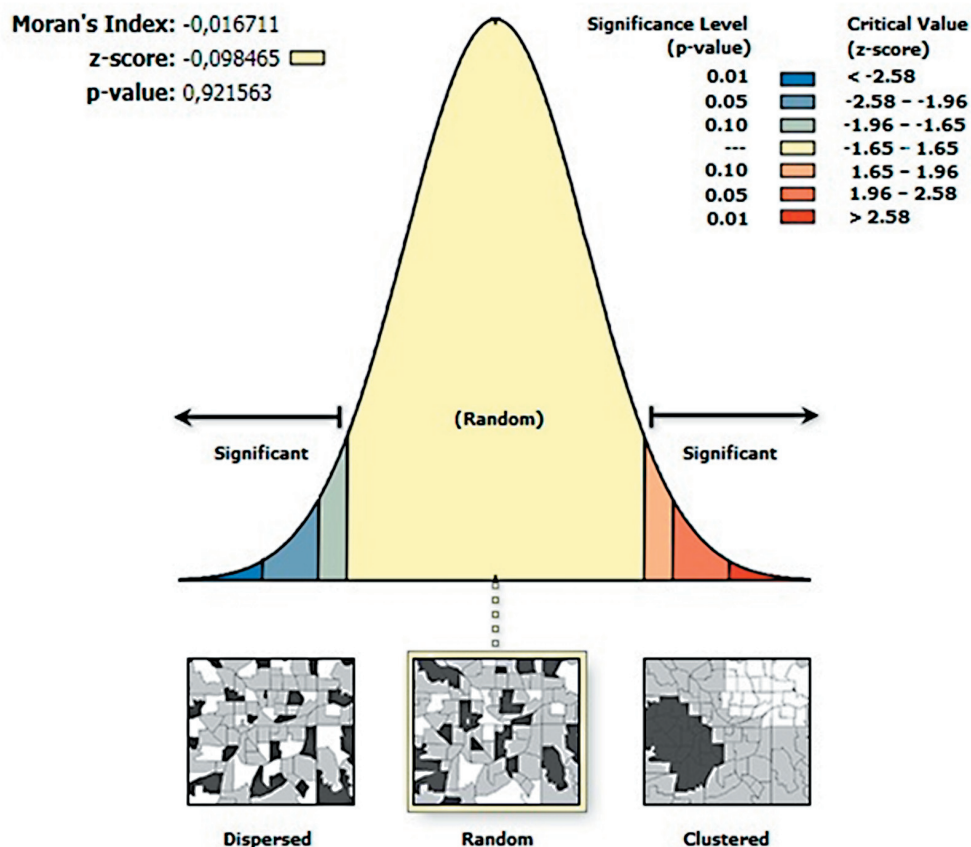 Moran's Index: -0,016711
z-score: -0,098465
p-value: 0,921563
Significance Level
(p-value)
Critical Value
(z-score)
0.01 < -2.58
0.05 -2.58 – -1.96
0.10 -1.96 – -1.65
--- -1.65 – 1.65
0.10 1.65 – 1.96
0.05 1.96 – 2.58
0.01 > 2.58
(Random)
Significant
Significant
Dispersed
Random
Clustered